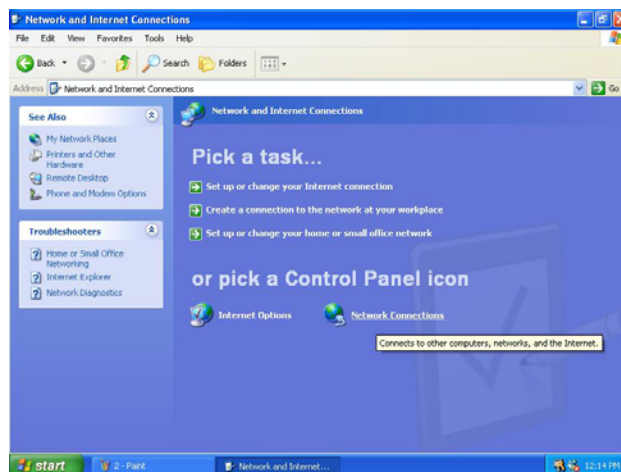 Network and Internet Connections
File Edit View Favorites Tools Help
Back Search Folders
Address Network and Internet Connections Go
See Also
My Network Places
Printers and Other
Hardware
Remote Desktop
Phone and Modem Options
Troubleshooters
Home or Small Office
Networking
Internet Explorer
Network Diagnostics
Network and Internet Connections
Pick a task...
Set up or change your Internet connection
Create a connection to the network at your workplace
Set up or change your home or small office network
or pick a Control Panel icon
Internet Options Network Connections
Connects to other computers, networks, and the Internet.
start 2 - Paint Network and Internet... 12:14 PM